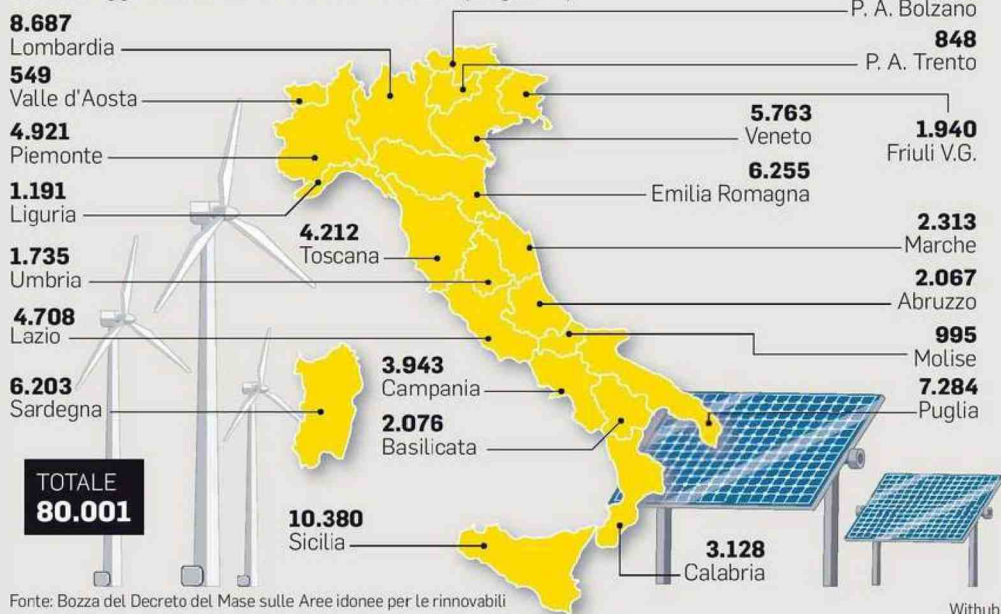 P. A. Bolzano
8.687
Lombardia
848
P. A. Trento
549
Valle d'Aosta
5.763
Veneto
1.940
Friuli V.G.
4.921
Piemonte
6.255
Emilia Romagna
1.191
Liguria
4.212
Toscana
2.313
Marche
1.735
Umbria
2.067
Abruzzo
4.708
Lazio
995
Molise
3.943
Campania
6.203
Sardegna
7.284
Puglia
2.076
Basilicata
TOTALE
80.001
10.380
Sicilia
3.128
Calabria
Fonte: Bozza del Decreto del Mase sulle Aree idonee per le rinnovabili
Withub